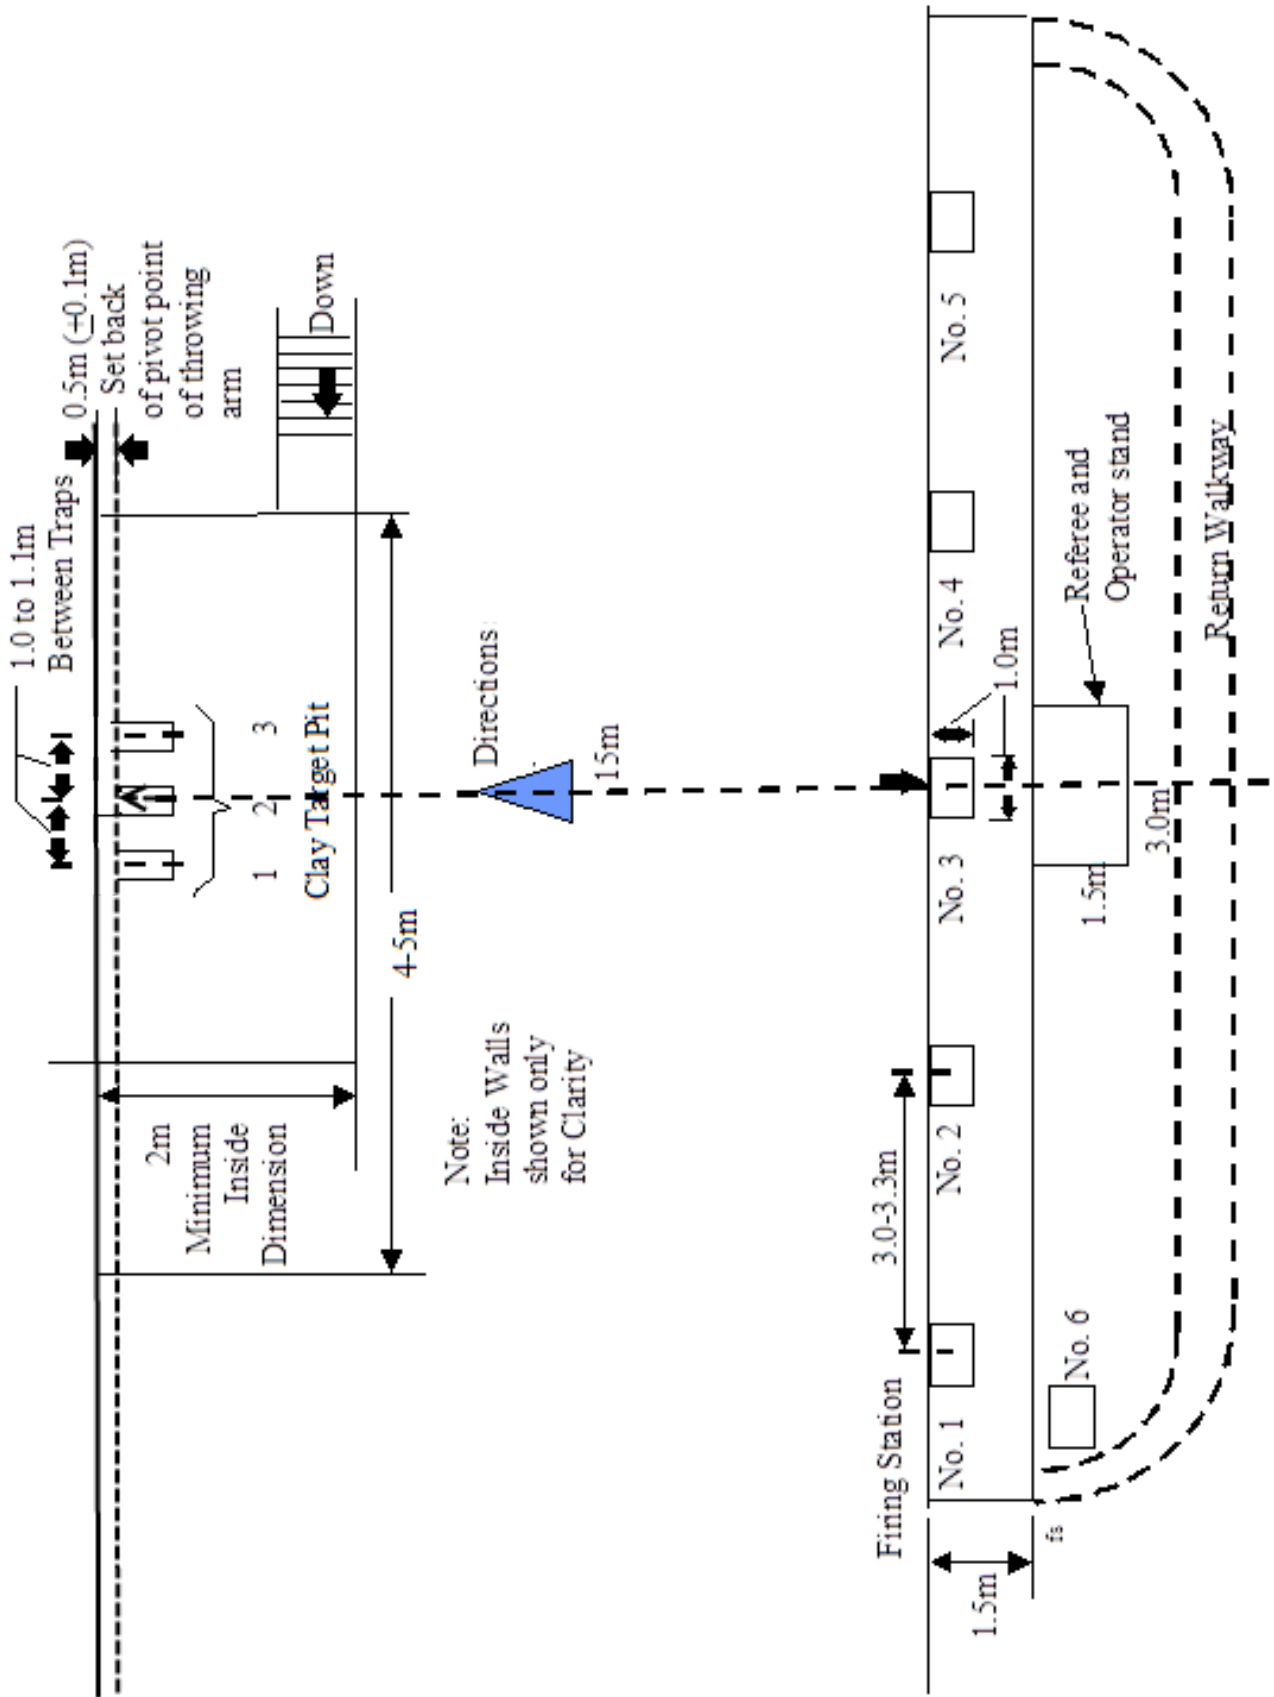 1.0 to 1.1m
Between Traps
0.5m (±0.1m)
Set back
of pivot point
of throwing
arm
Down
1
2
3
Clay Target Pit
2m
Minimum
Inside
Dimension
4-5m
Note:
Inside Walls
shown only
for Clarity
Directions:
15m
Firing Station
3.0-3.3m
No. 1
No. 2
No. 3
No. 4
No. 5
No. 6
1.0m
1.5m
fs
1.5m
3.0m
Referee and
Operator stand
Return Walkway